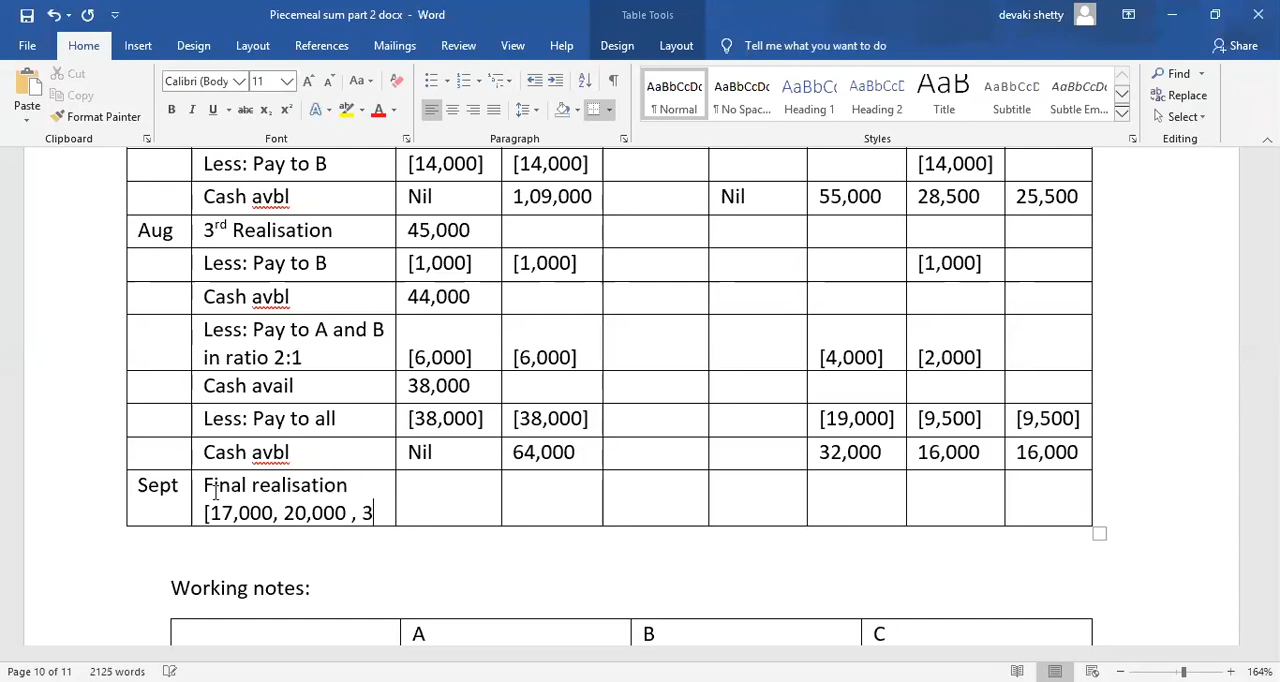 Piecemeal sum part 2 docx - Word
Table Tools
devaki shetty
File Home Insert Design Layout References Mailings Review View Help Design Layout Tell me what you want to do Share
Paste
Cut
Copy
Format Painter
Calibri (Body 11
Clipboard Font Paragraph Styles Editing
AaBbCcDc ¶ Normal
AaBbCcDc ¶ No Spac...
AaBbCc Heading 1
AaBbCcD Heading 2
AaB Title
AaBbCcD Subtitle
AaBbCcDc Subtle Em...
Find
Replace
Select
Less: Pay to B [14,000] [14,000] [14,000]
Cash avbl Nil 1,09,000 Nil 55,000 28,500 25,500
Aug 3rd Realisation 45,000
Less: Pay to B [1,000] [1,000] [1,000]
Cash avbl 44,000
Less: Pay to A and B
in ratio 2:1 [6,000] [6,000] [4,000] [2,000]
Cash avail 38,000
Less: Pay to all [38,000] [38,000] [19,000] [9,500] [9,500]
Cash avbl Nil 64,000 32,000 16,000 16,000
Sept Final realisation
[17,000, 20,000 , 3
Working notes:
A B C
Page 10 of 11 2125 words 164%